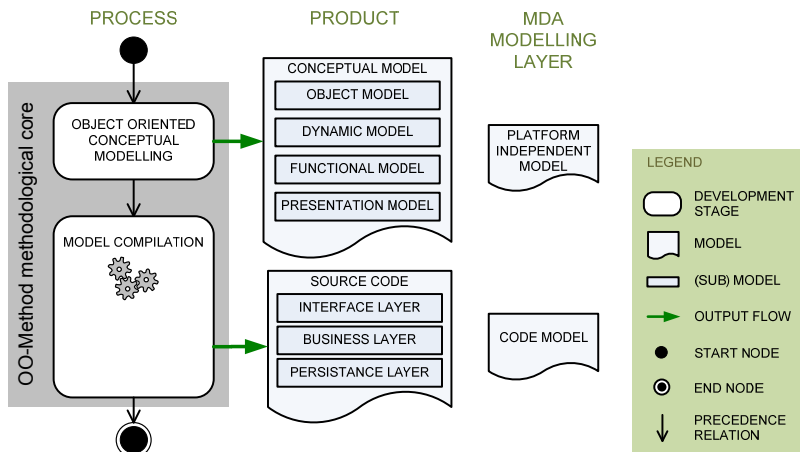 PROCESS
PRODUCT
MDA
MODELLING
LAYER
OO-Method methodological core
OBJECT ORIENTED
CONCEPTUAL
MODELLING
MODEL COMPILATION
CONCEPTUAL MODEL
OBJECT MODEL
DYNAMIC MODEL
FUNCTIONAL MODEL
PRESENTATION MODEL
SOURCE CODE
INTERFACE LAYER
BUSINESS LAYER
PERSISTANCE LAYER
PLATFORM
INDEPENDENT
MODEL
CODE MODEL
LEGEND
DEVELOPMENT
STAGE
MODEL
(SUB) MODEL
OUTPUT FLOW
START NODE
END NODE
PRECEDENCE
RELATION